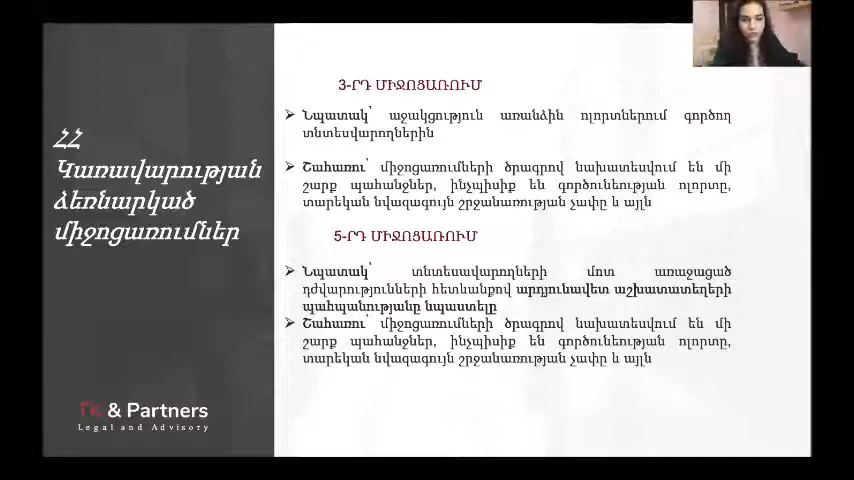 ՀՀ
Կառավարության
ձեռնարկած
միջոցառումներ
3-ՐԴ ՄԻՋՈՑԱՌՈՒՄ
➢ Նպատակ՝ աջակցություն առանձին ոլորտներում գործող
տնտեսվարողներին
➢ Շահառու՝ միջոցառումների ծրագրով նախատեսվում են մի
շարք պահանջներ, ինչպիսիք են գործունեության ոլորտը,
տարեկան նվազագույն շրջանառության չափը և այլն
5-ՐԴ ՄԻՋՈՑԱՌՈՒՄ
➢ Նպատակ՝ տնտեսավարողների մոտ առաջացած
դժվարությունների հետևանքով արդյունավետ աշխատատեղերի
պահպանությանը նպաստելը
➢ Շահառու՝ միջոցառումների ծրագրով նախատեսվում են մի
շարք պահանջներ, ինչպիսիք են գործունեության ոլորտը,
տարեկան նվազագույն շրջանառության չափը և այլն
TK & Partners
Legal and Advisory